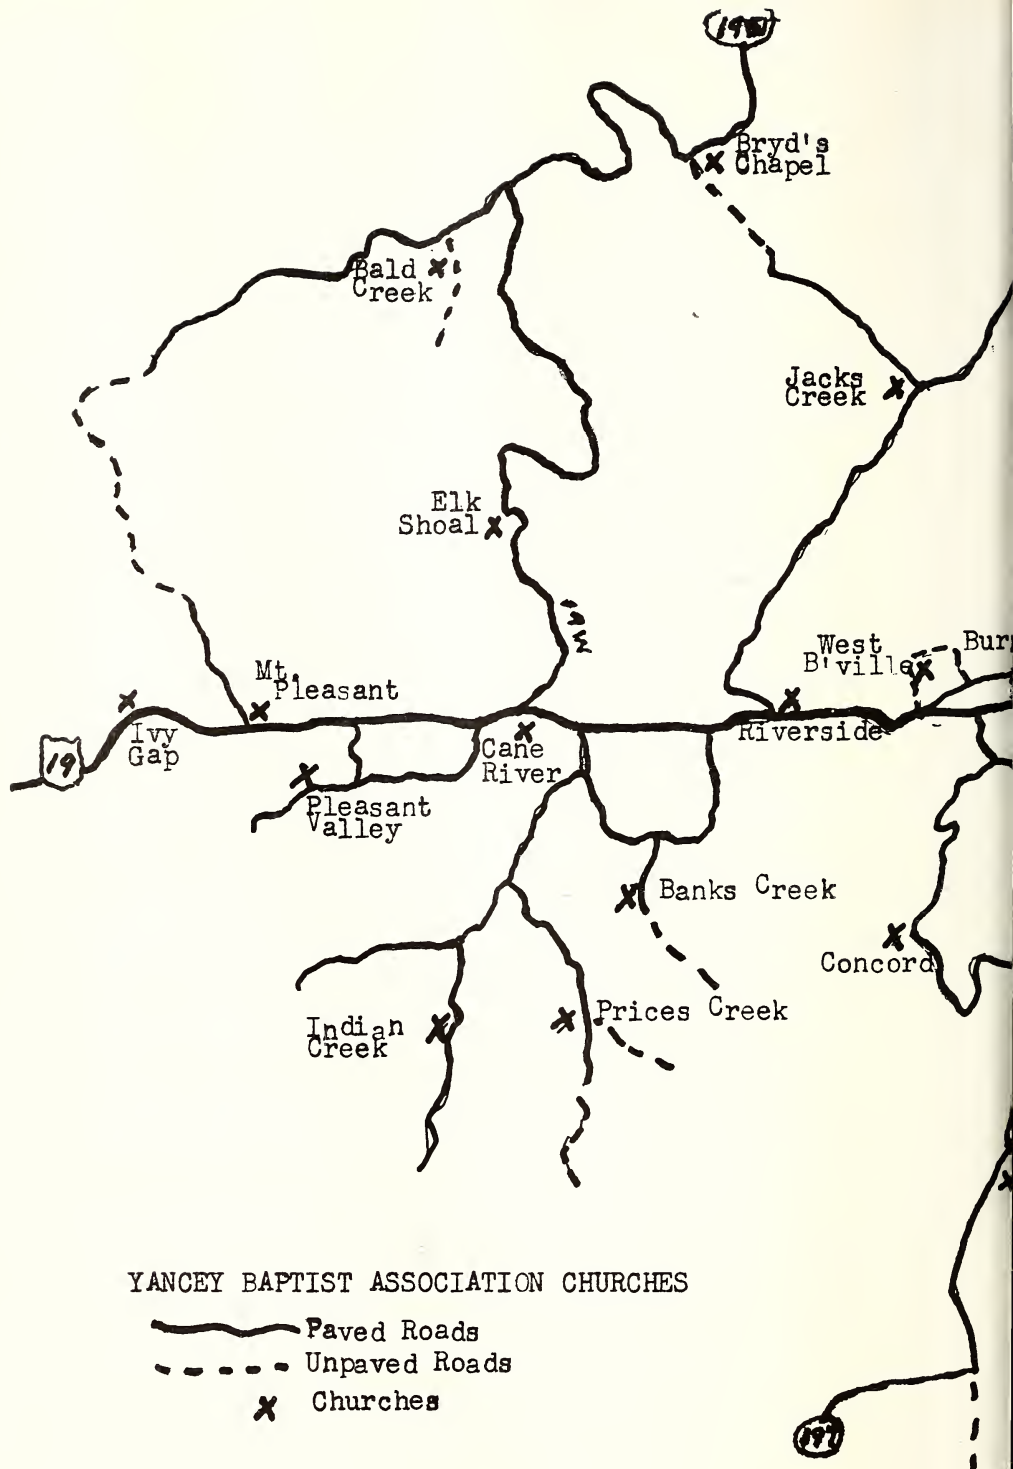 Bryd's
Chapel
Bald
Creek
Jacks
Creek
Elk
Shoal
19W
West
B'ville
Mt.
Pleasant
Ivy
Gap
19
Cane
River
Riverside
Pleasant
Valley
Banks Creek
Concord
Prices Creek
Indian
Creek
YANCEY BAPTIST ASSOCIATION CHURCHES
Paved Roads
Unpaved Roads
Churches
197